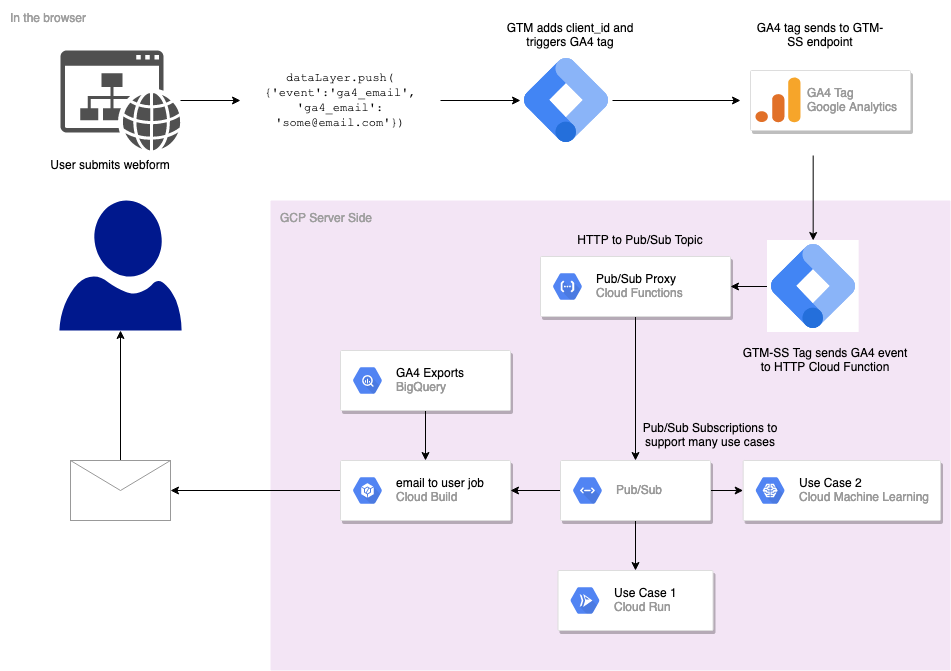 In the browser
GTM adds client_id and
triggers GA4 tag
GA4 tag sends to GTM-
SS endpoint
dataLayer.push(
{'event':'ga4_email',
'ga4_email':
'some@email.com'})
GA4 Tag
Google Analytics
User submits webform
GCP Server Side
HTTP to Pub/Sub Topic
Pub/Sub Proxy
Cloud Functions
GTM-SS Tag sends GA4 event
to HTTP Cloud Function
GA4 Exports
BigQuery
Pub/Sub Subscriptions to
support many use cases
email to user job
Cloud Build
Pub/Sub
Use Case 2
Cloud Machine Learning
Use Case 1
Cloud Run